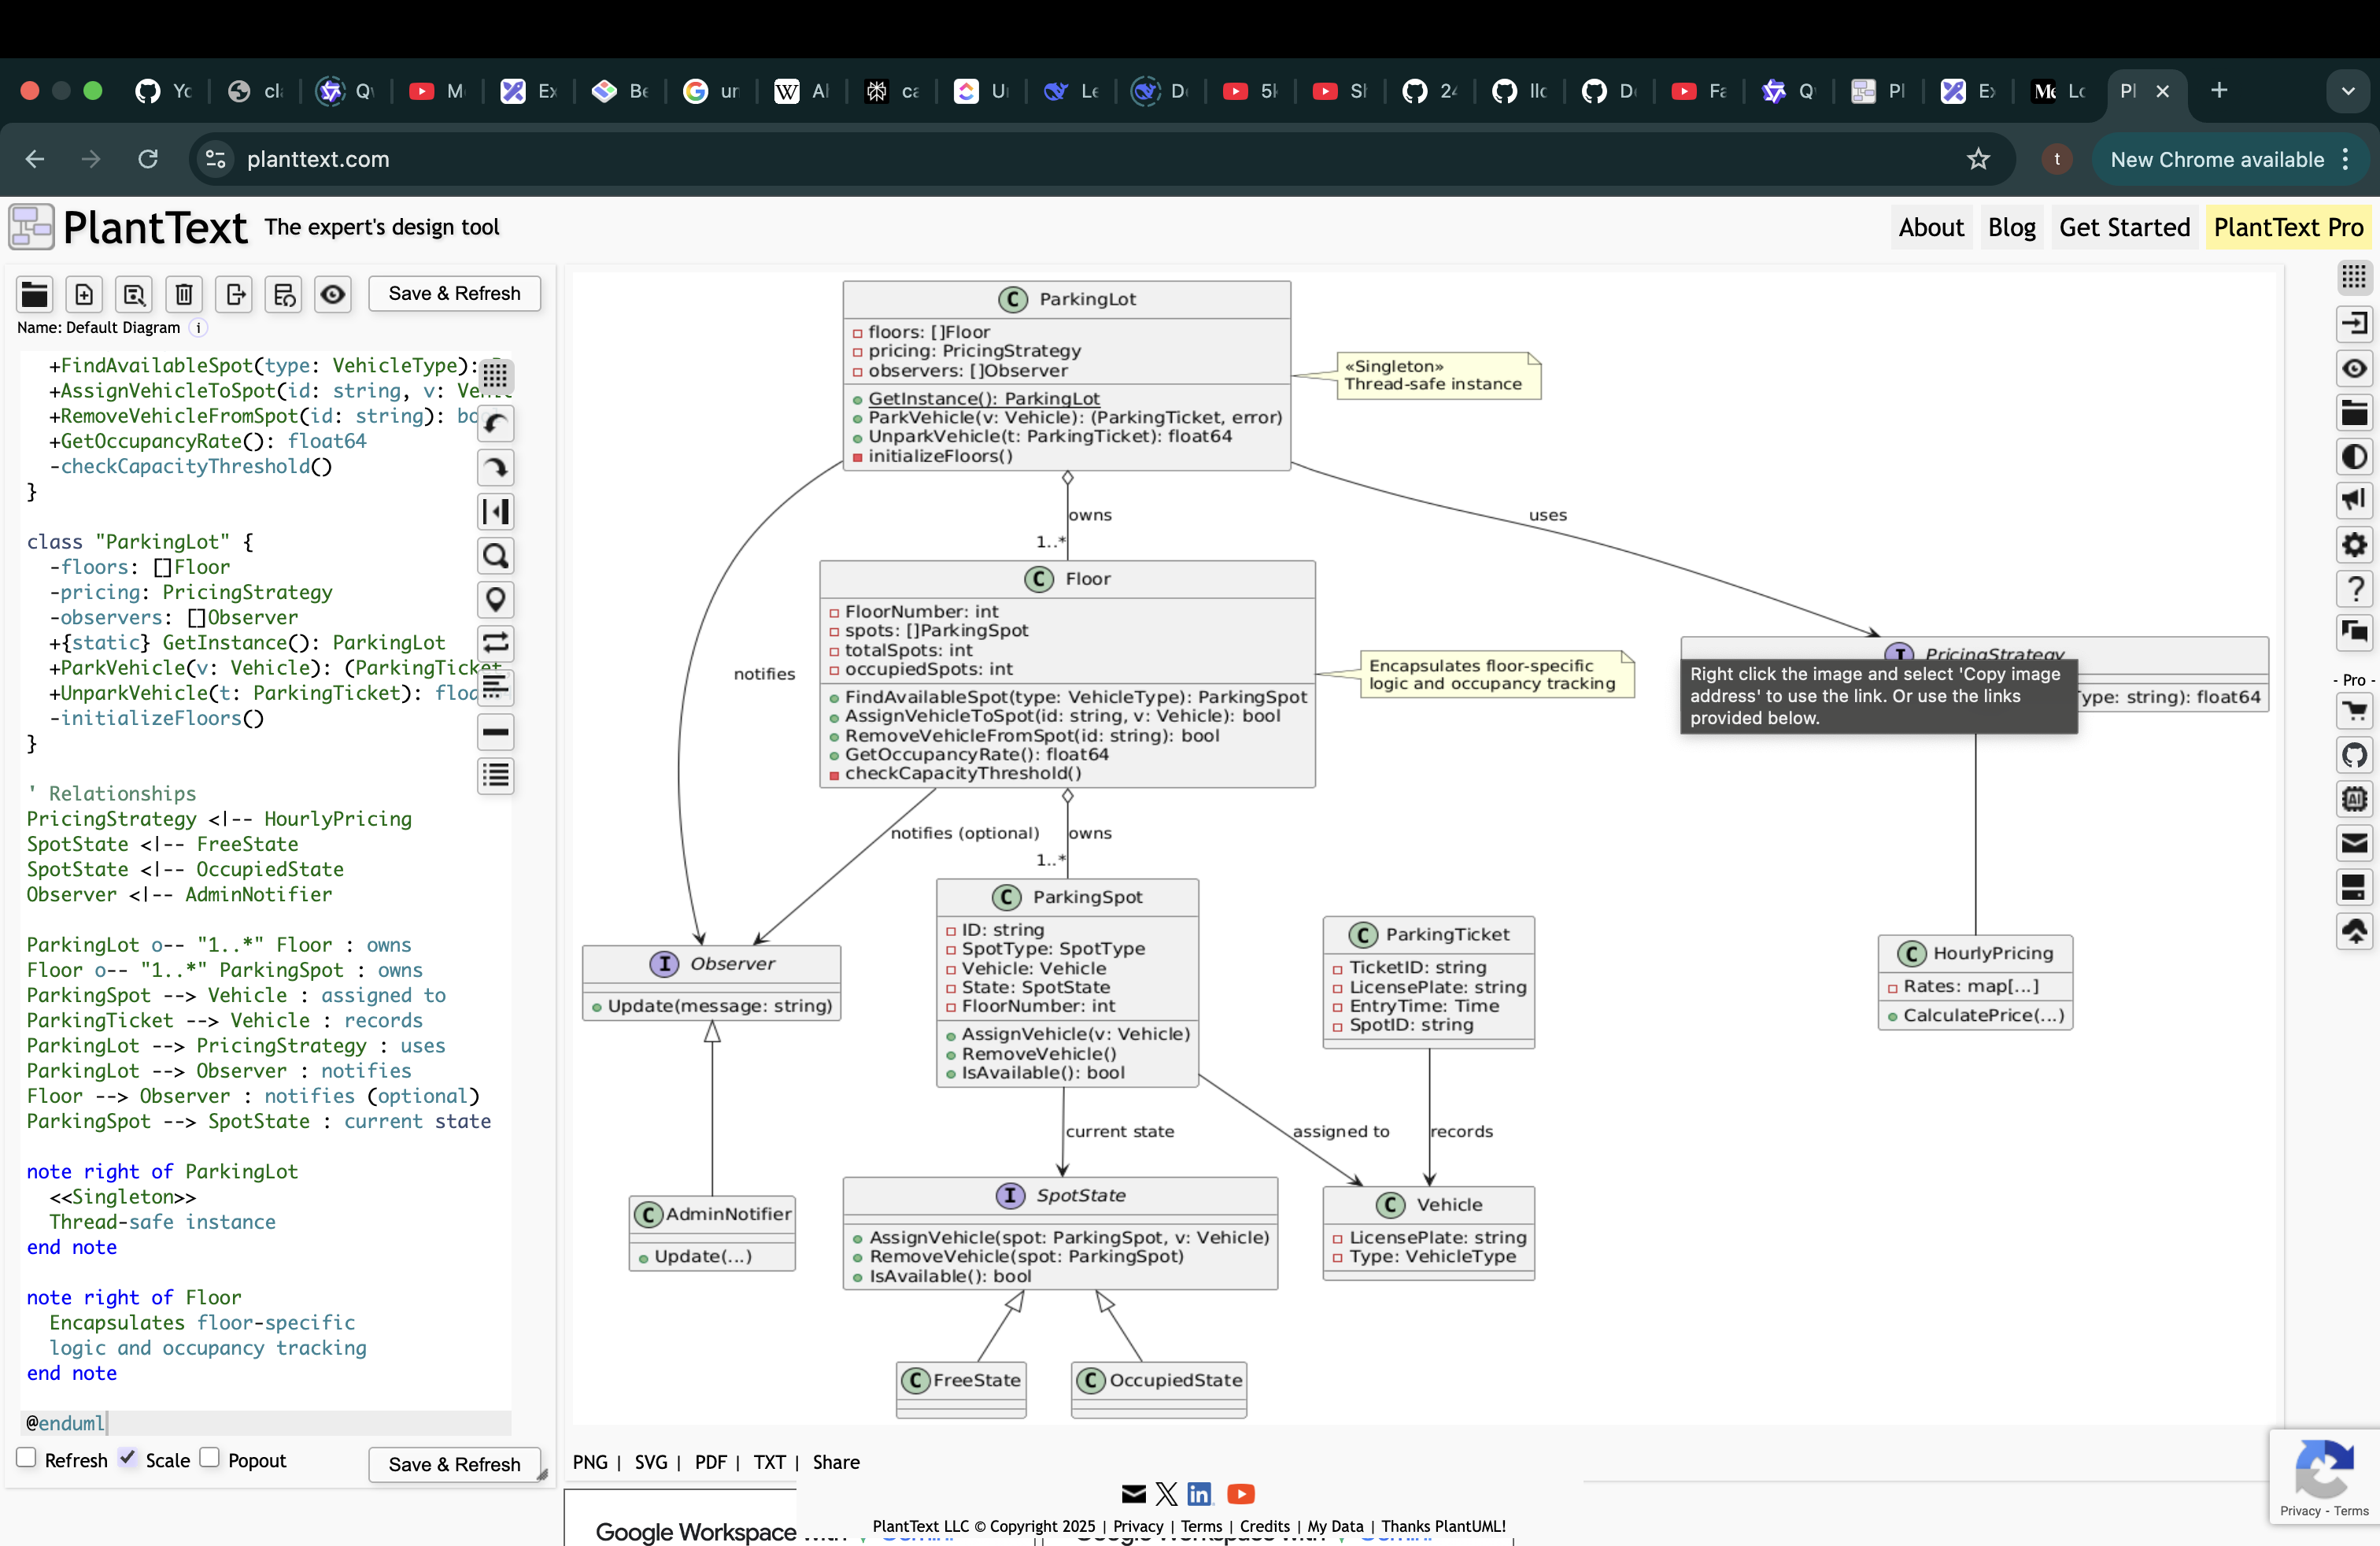 Yc
cl
Q
M
Ex
Be
ur
Al
ca
U
Le
D
5k
Sh
24
llc
D
Fa
Q
Pl
Ex
Lc
Pl
planttext.com
t
New Chrome available
PlantText
The expert's design tool
About
Blog
Get Started
PlantText Pro
Save & Refresh
Name: Default Diagram
+FindAvailableSpot(type: VehicleType):
+AssignVehicleToSpot(id: string, v: Ve
+RemoveVehicleFromSpot(id: string): bo
+GetOccupancyRate(): float64
-checkCapacityThreshold()
}
class "ParkingLot" {
-floors: []Floor
-pricing: PricingStrategy
-observers: []Observer
+{static} GetInstance(): ParkingLot
+ParkVehicle(v: Vehicle): (ParkingTicket
+UnparkVehicle(t: ParkingTicket): floa
-initializeFloors()
}
' Relationships
PricingStrategy <|-- HourlyPricing
SpotState <|-- FreeState
SpotState <|-- OccupiedState
Observer <|-- AdminNotifier
ParkingLot o-- "1..*" Floor : owns
Floor o-- "1..*" ParkingSpot : owns
ParkingSpot --> Vehicle : assigned to
ParkingTicket --> Vehicle : records
ParkingLot --> PricingStrategy : uses
ParkingLot --> Observer : notifies
Floor --> Observer : notifies (optional)
ParkingSpot --> SpotState : current state
note right of ParkingLot
<<Singleton>>
Thread-safe instance
end note
note right of Floor
Encapsulates floor-specific
logic and occupancy tracking
end note
@enduml
Refresh
Scale
Popout
Save & Refresh
C ParkingLot
floors: []Floor
pricing: PricingStrategy
observers: []Observer
GetInstance(): ParkingLot
ParkVehicle(v: Vehicle): (ParkingTicket, error)
UnparkVehicle(t: ParkingTicket): float64
initializeFloors()
«Singleton»
Thread-safe instance
owns
1..*
uses
notifies
C Floor
FloorNumber: int
spots: []ParkingSpot
totalSpots: int
occupiedSpots: int
FindAvailableSpot(type: VehicleType): ParkingSpot
AssignVehicleToSpot(id: string, v: Vehicle): bool
RemoveVehicleFromSpot(id: string): bool
GetOccupancyRate(): float64
checkCapacityThreshold()
Encapsulates floor-specific
logic and occupancy tracking
I PricingStrategy
Type: string): float64
Right click the image and select 'Copy image
address' to use the link. Or use the links
provided below.
notifies (optional)
owns
1..*
I Observer
Update(message: string)
C ParkingSpot
ID: string
SpotType: SpotType
Vehicle: Vehicle
State: SpotState
FloorNumber: int
AssignVehicle(v: Vehicle)
RemoveVehicle()
IsAvailable(): bool
C ParkingTicket
TicketID: string
LicensePlate: string
EntryTime: Time
SpotID: string
C HourlyPricing
Rates: map[...]
CalculatePrice(...)
current state
assigned to
records
C AdminNotifier
Update(...)
I SpotState
AssignVehicle(spot: ParkingSpot, v: Vehicle)
RemoveVehicle(spot: ParkingSpot)
IsAvailable(): bool
C Vehicle
LicensePlate: string
Type: VehicleType
C FreeState
C OccupiedState
- Pro -
AI
PNG | SVG | PDF | TXT | Share
Google Workspace with
PlantText LLC © Copyright 2025 | Privacy | Terms | Credits | My Data | Thanks PlantUML!
Privacy - Terms